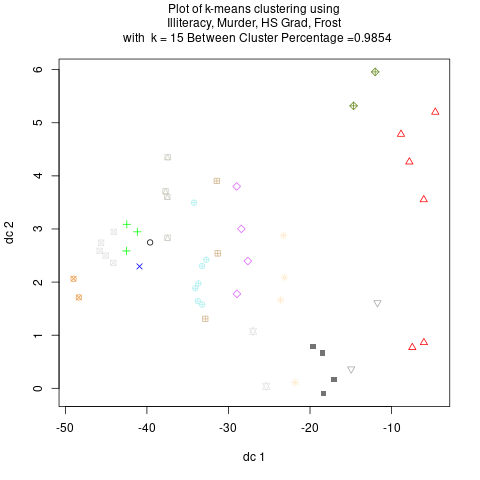 Plot of k-means clustering using
Illiteracy, Murder, HS Grad, Frost
with  k = 15 Between Cluster Percentage =0.9854
6
5
4
3
2
1
0
dc 2
-50 -40 -30 -20 -10
dc 1